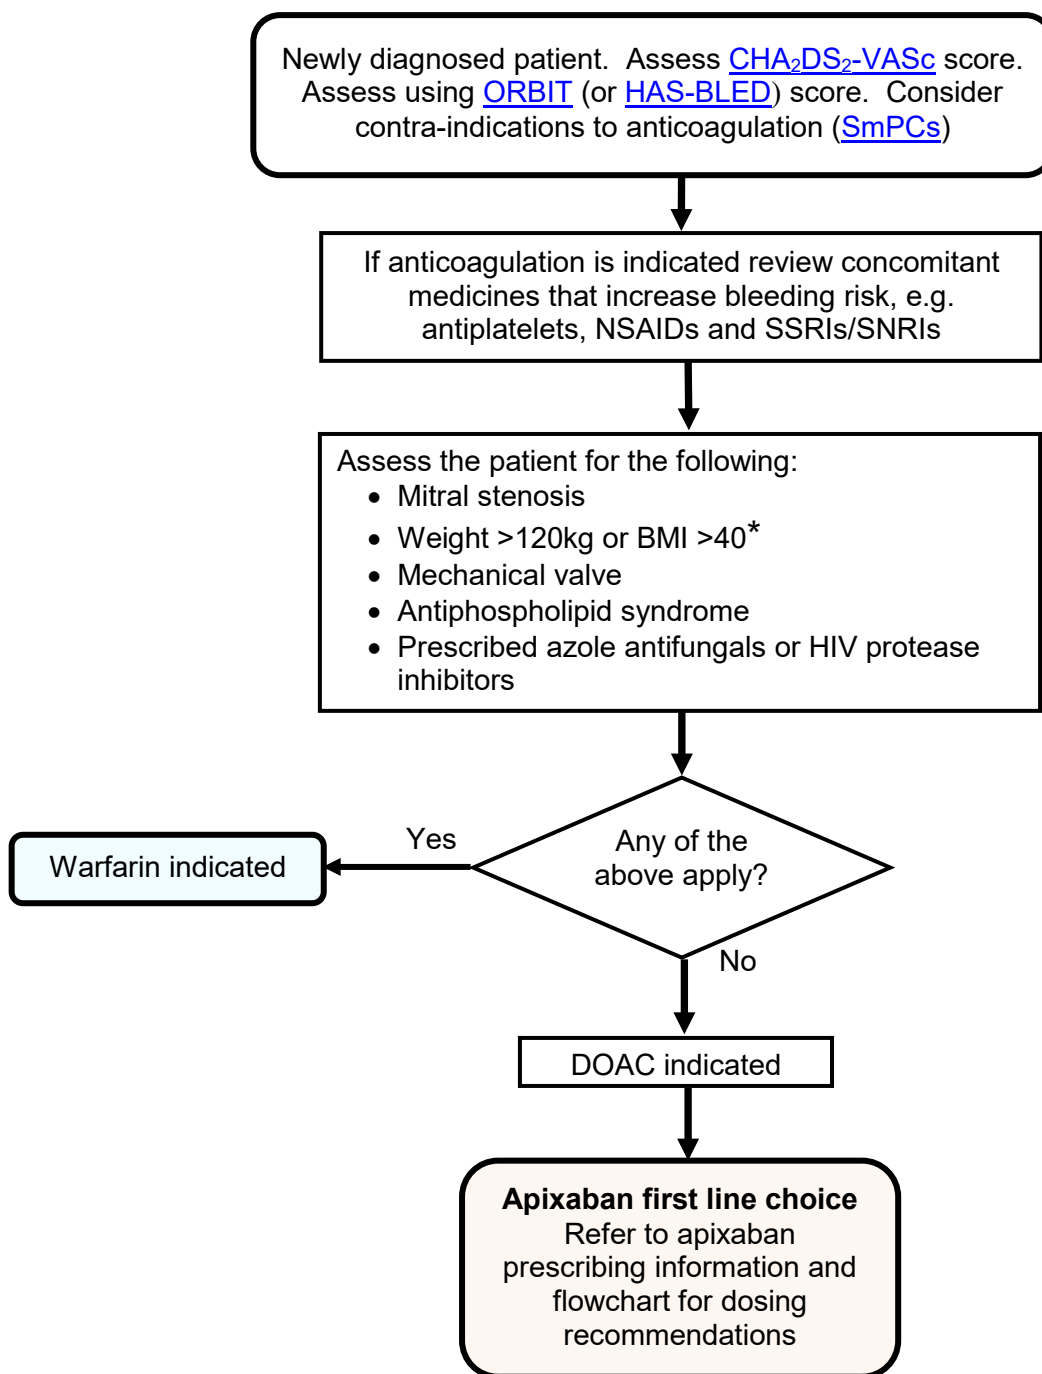 Newly diagnosed patient.  Assess CHA₂DS₂-VASc score.
Assess using ORBIT (or HAS-BLED) score.  Consider
contra-indications to anticoagulation (SmPCs)
If anticoagulation is indicated review concomitant
medicines that increase bleeding risk, e.g.
antiplatelets, NSAIDs and SSRIs/SNRIs
Assess the patient for the following:
• Mitral stenosis
• Weight >120kg or BMI >40*
• Mechanical valve
• Antiphospholipid syndrome
• Prescribed azole antifungals or HIV protease
inhibitors
Any of the
above apply?
Yes
Warfarin indicated
No
DOAC indicated
Apixaban first line choice
Refer to apixaban
prescribing information and
flowchart for dosing
recommendations